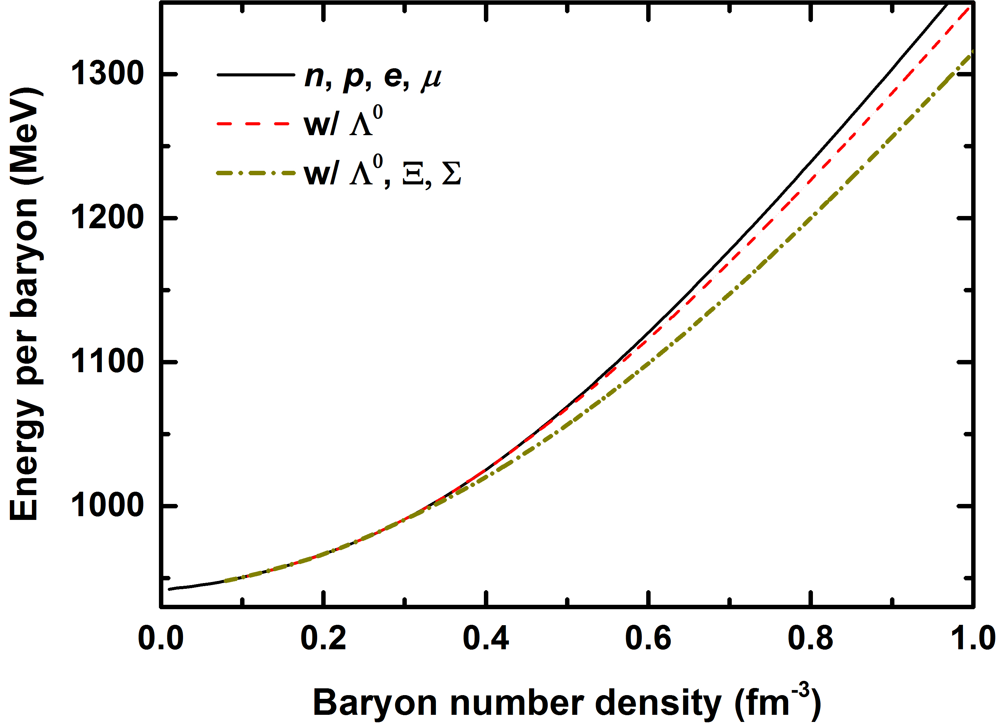 Energy per baryon (MeV)
1300
1200
1100
1000
n, p, e, μ
w/ Λ⁰
w/ Λ⁰, Ξ, Σ
0.0 0.2 0.4 0.6 0.8 1.0
Baryon number density (fm⁻³)